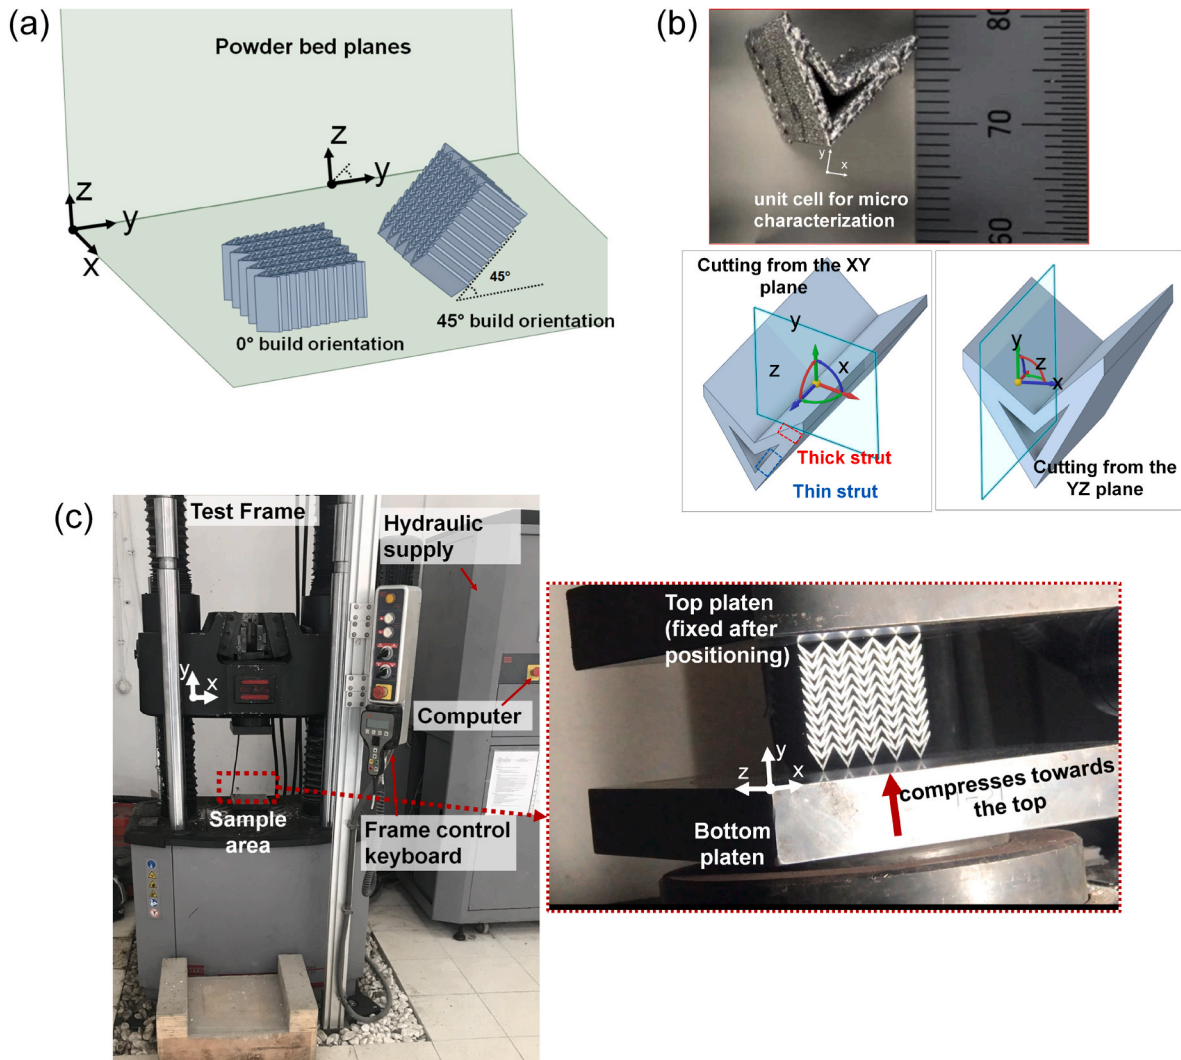 (a)
Powder bed planes
z
y
z
y
x
45°
45° build orientation
0° build orientation
(b)
80
70
60
y
x
unit cell for micro
characterization
Cutting from the XY
plane
y
z
x
Thick strut
Thin strut
y
z
x
Cutting from the
YZ plane
(c)
Test Frame
Hydraulic
supply
y
x
Computer
Sample
area
Frame control
keyboard
Top platen
(fixed after
positioning)
y
z
x
compresses towards
the top
Bottom
platen